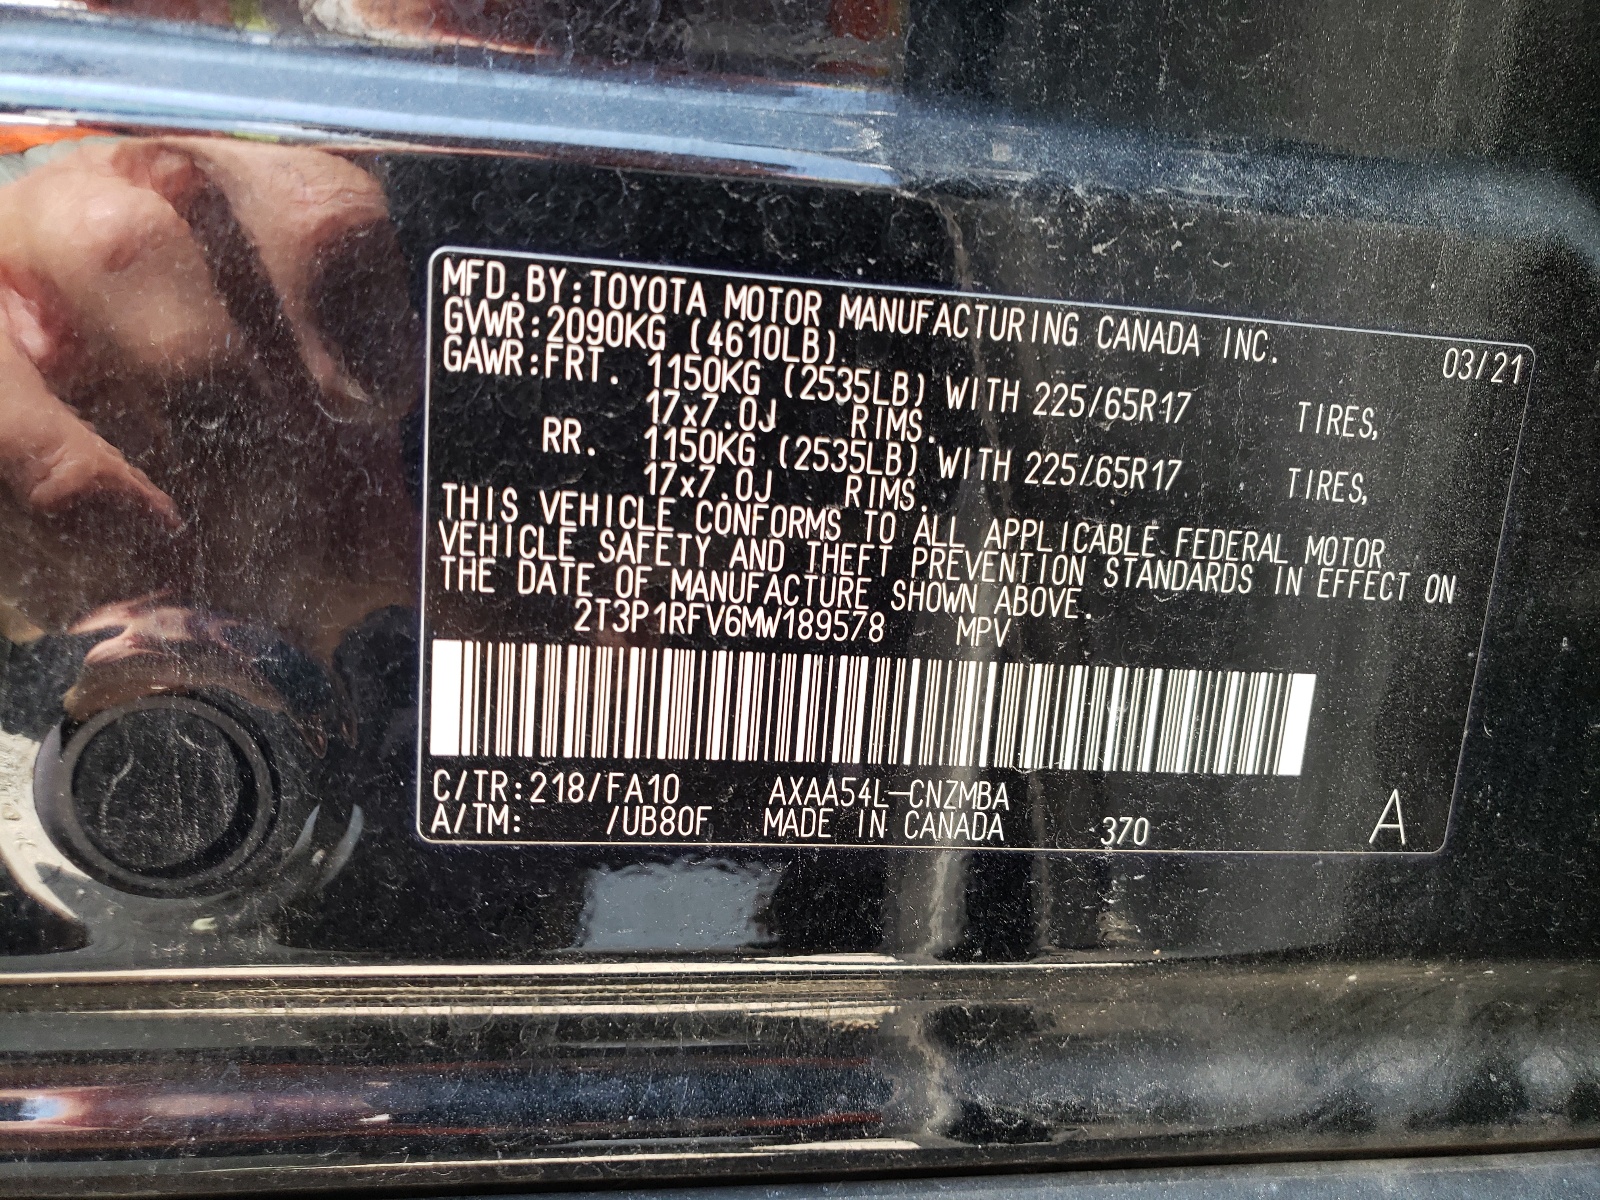 MFD.BY:TOYOTA MOTOR MANUFACTURING CANADA INC. 03/21
GVWR:2090KG (4610LB)
GAWR:FRT. 1150KG (2535LB) WITH 225/65R17 TIRES,
17x7.0J RIMS.
RR. 1150KG (2535LB) WITH 225/65R17 TIRES,
17x7.0J RIMS.
THIS VEHICLE CONFORMS TO ALL APPLICABLE FEDERAL MOTOR
VEHICLE SAFETY AND THEFT PREVENTION STANDARDS IN EFFECT ON
THE DATE OF MANUFACTURE SHOWN ABOVE.
2T3P1RFV6MW189578 MPV
C/TR:218/FA10 AXAA54L-CNZMBA
A/TM: /UB80F MADE IN CANADA 370 A